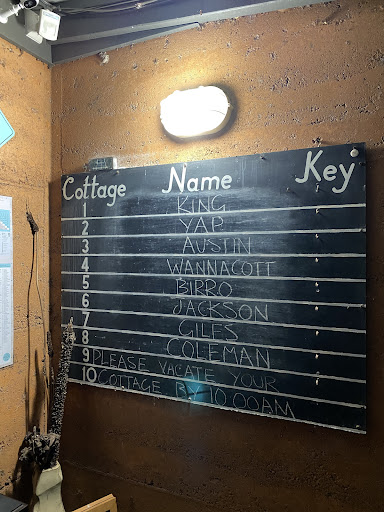 Cottage Name Key
1 KING
2 YAP
3 AUSTIN
4 WANNACOTT
5 BIRRO
6 JACKSON
7 GILES
8 COLEMAN
9 PLEASE VACATE YOUR
10 COTTAGE BY 10.00AM